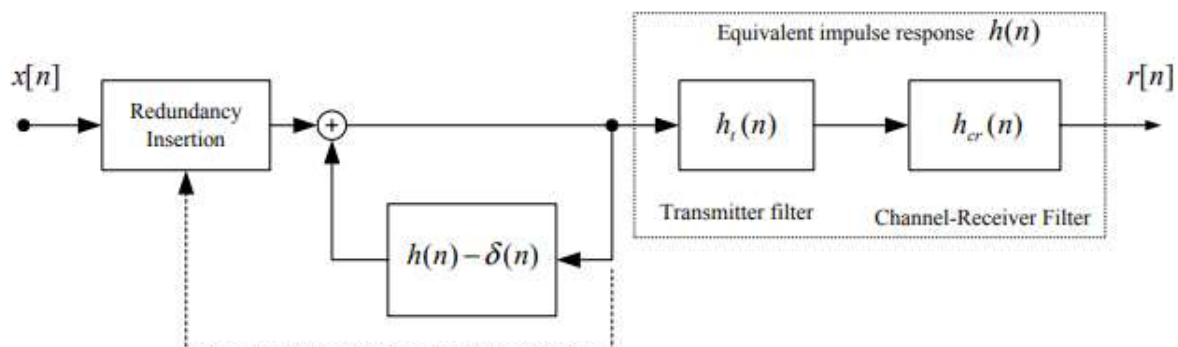 Equivalent impulse response h(n)
x[n]
r[n]
Redundancy
Insertion
+
h_t(n)
h_cr(n)
Transmitter filter
Channel-Receiver Filter
h(n) − δ(n)